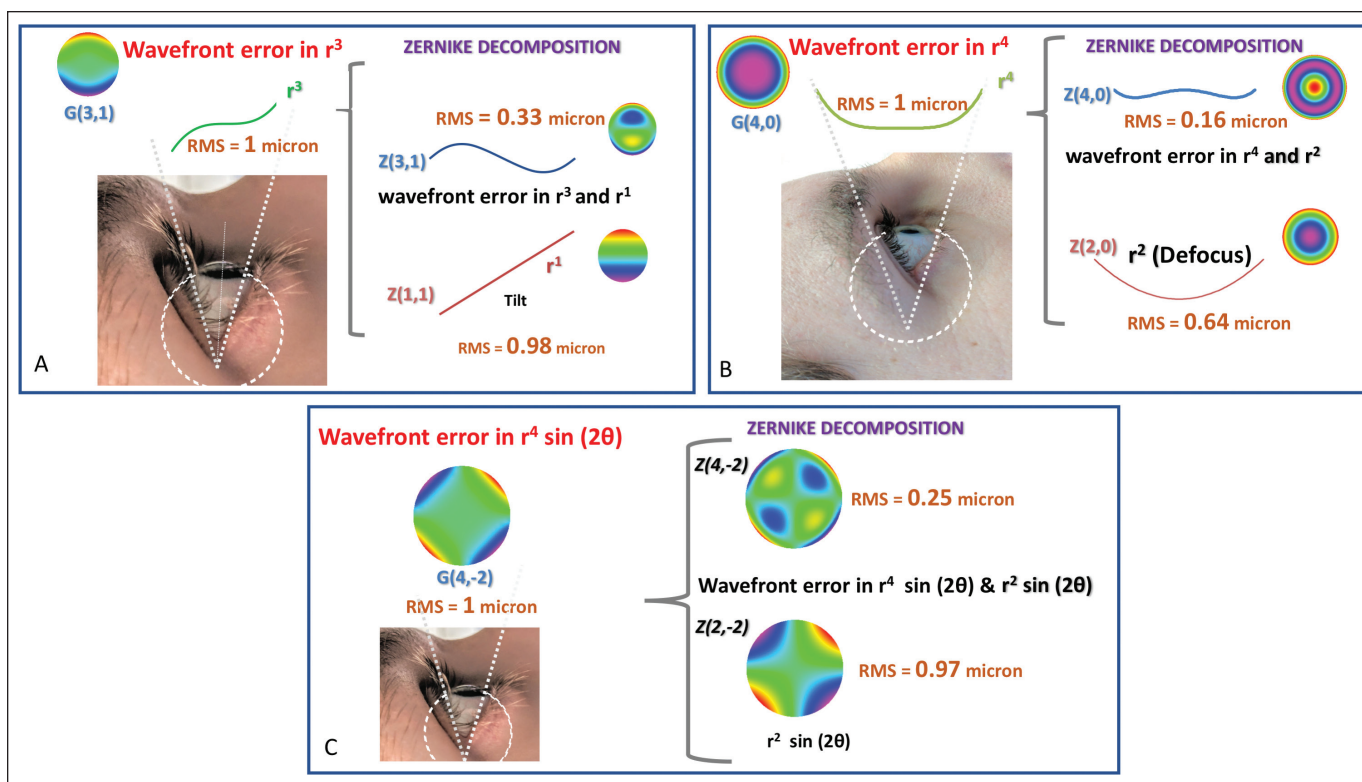 Wavefront error in r³
G(3,1)
r³
RMS = 1 micron
A
ZERNIKE DECOMPOSITION
RMS = 0.33 micron
Z(3,1)
wavefront error in r³ and r¹
r¹
Z(1,1)
Tilt
RMS = 0.98 micron
Wavefront error in r⁴
G(4,0)
r⁴
RMS = 1 micron
B
ZERNIKE DECOMPOSITION
Z(4,0)
RMS = 0.16 micron
wavefront error in r⁴ and r²
Z(2,0)
r² (Defocus)
RMS = 0.64 micron
Wavefront error in r⁴ sin (2θ)
G(4,-2)
RMS = 1 micron
C
ZERNIKE DECOMPOSITION
Z(4,-2)
RMS = 0.25 micron
Wavefront error in r⁴ sin (2θ) & r² sin (2θ)
Z(2,-2)
RMS = 0.97 micron
r² sin (2θ)